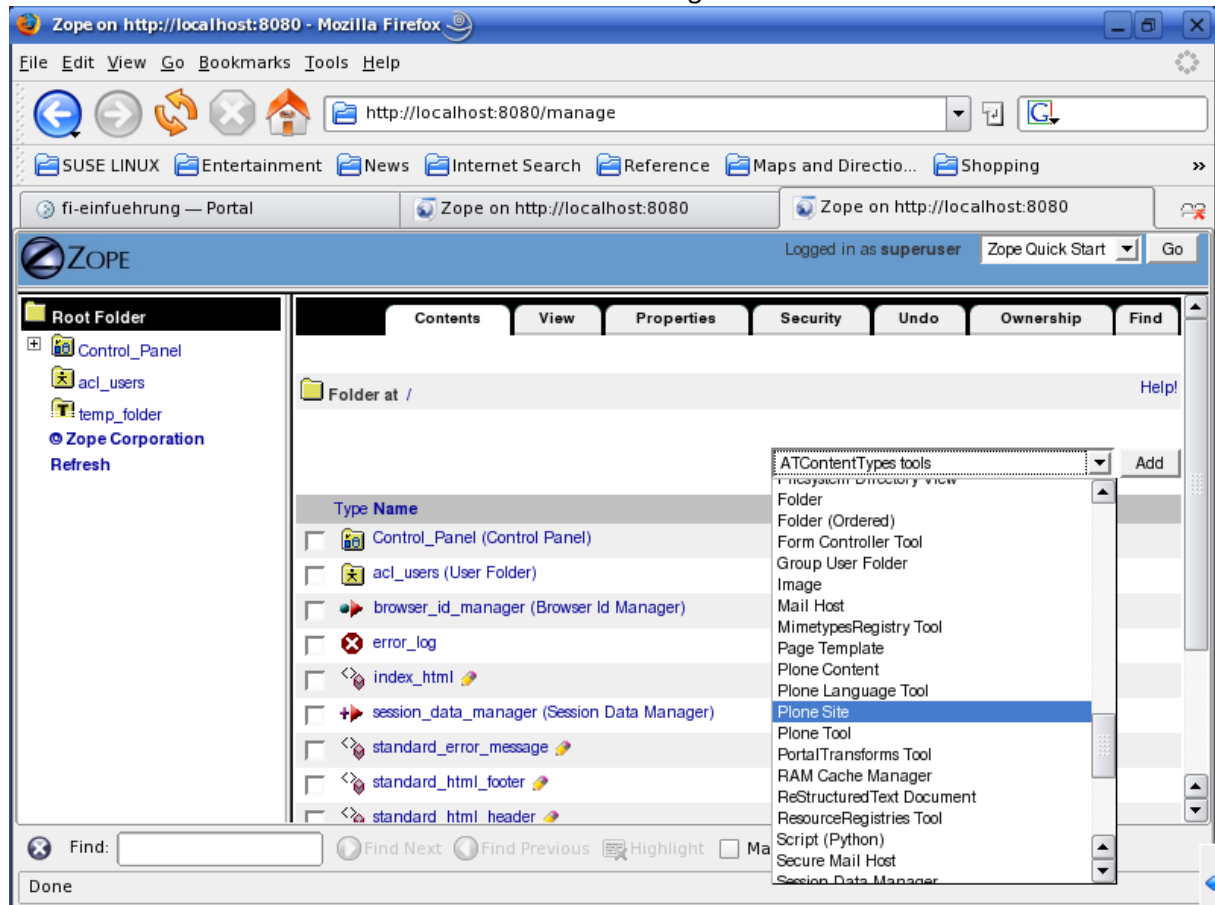 Zope on http://localhost:8080 - Mozilla Firefox
File Edit View Go Bookmarks Tools Help
http://localhost:8080/manage
G
SUSE LINUX Entertainment News Internet Search Reference Maps and Directio... Shopping »
fi-einfuehrung — Portal
Zope on http://localhost:8080
Zope on http://localhost:8080
ZOPE
Logged in as superuser
Zope Quick Start
Go
Root Folder
Control_Panel
acl_users
temp_folder
© Zope Corporation
Refresh
Contents View Properties Security Undo Ownership Find
Folder at /
Help!
ATContentTypes tools
Add
Filesystem Directory View
Folder
Folder (Ordered)
Form Controller Tool
Group User Folder
Image
Mail Host
MimetypesRegistry Tool
Page Template
Plone Content
Plone Language Tool
Plone Site
Plone Tool
PortalTransforms Tool
RAM Cache Manager
ReStructuredText Document
ResourceRegistries Tool
Script (Python)
Secure Mail Host
Session Data Manager
Type Name
Control_Panel (Control Panel)
acl_users (User Folder)
browser_id_manager (Browser Id Manager)
error_log
index_html
session_data_manager (Session Data Manager)
standard_error_message
standard_html_footer
standard_html_header
Find:
Find Next Find Previous Highlight Ma
Done